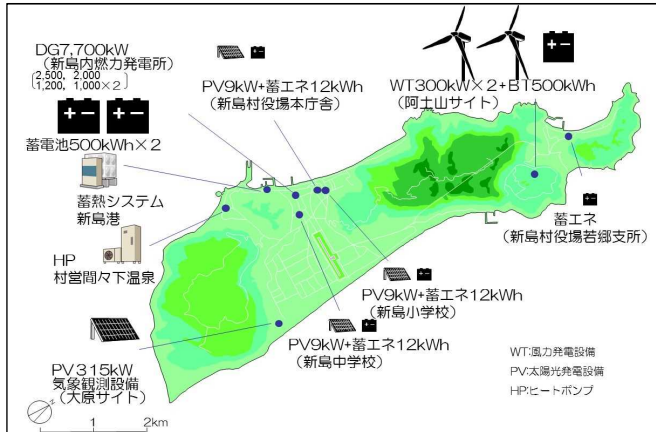 DG7,700kW
(新島内燃力発電所)
2,500, 2,000
1,200, 1,000×2
蓄電池500kWh×2
蓄熱システム
新島港
HP
村営間々下温泉
PV315kW
気象観測設備
(大原サイト)
PV9kW+蓄エネ12kWh
(新島村役場本庁舎)
WT300kW×2+BT500kWh
(阿土山サイト)
蓄エネ
(新島村役場若郷支所)
PV9kW+蓄エネ12kWh
(新島小学校)
PV9kW+蓄エネ12kWh
(新島中学校)
WT:風力発電設備
PV:太陽光発電設備
HP:ヒートポンプ
1 2km